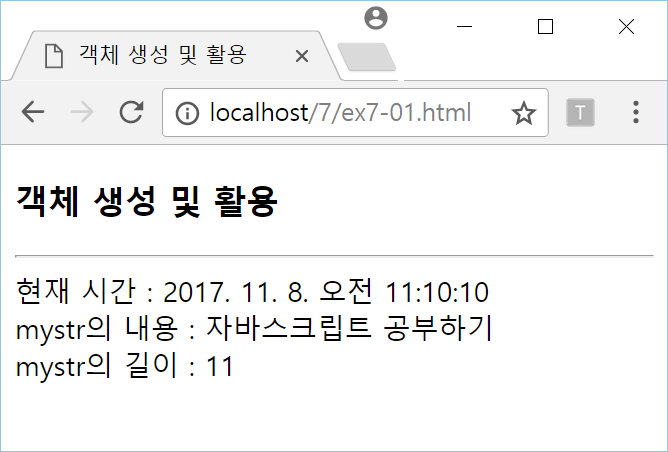 객체 생성 및 활용
localhost/7/ex7-01.html
T
객체 생성 및 활용
현재 시간 : 2017. 11. 8. 오전 11:10:10
mystr의 내용 : 자바스크립트 공부하기
mystr의 길이 : 11